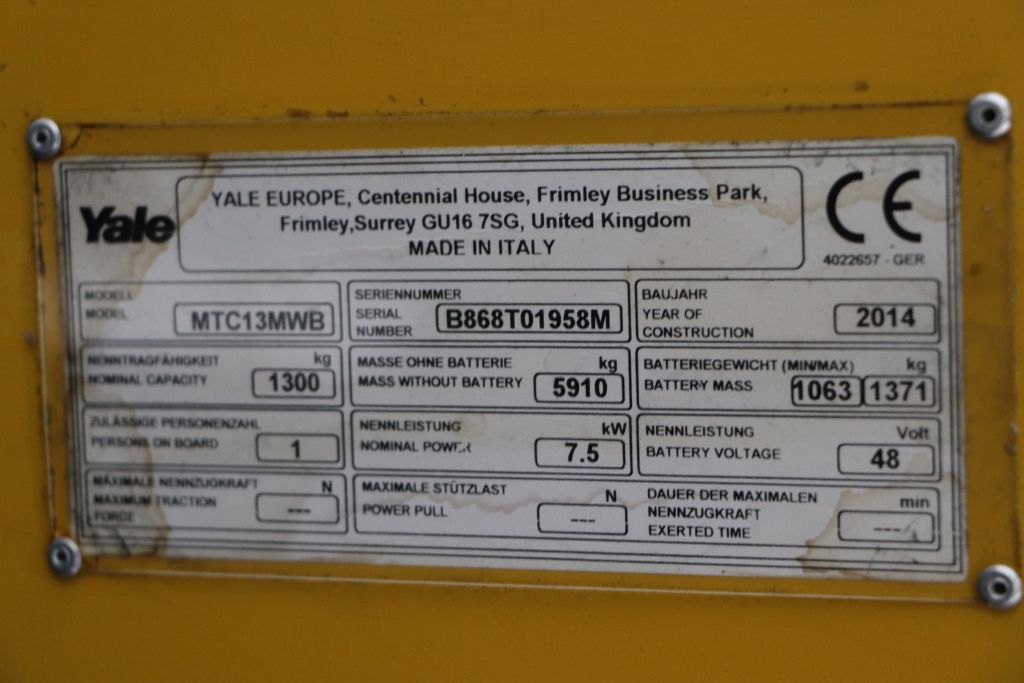 Yale
YALE EUROPE, Centennial House, Frimley Business Park,
Frimley,Surrey GU16 7SG, United Kingdom
MADE IN ITALY
CE
4022657 - GER
MODELL
MODEL
MTC13MWB
SERIENNUMMER
SERIAL
NUMBER
B868T01958M
BAUJAHR
YEAR OF
CONSTRUCTION
2014
NENNTRAGFÄHIGKEIT kg
NOMINAL CAPACITY 1300
MASSE OHNE BATTERIE kg
MASS WITHOUT BATTERY 5910
BATTERIEGEWICHT (MIN/MAX) kg
BATTERY MASS 1063 1371
ZULÄSSIGE PERSONENZAHL
PERSONS ON BOARD 1
NENNLEISTUNG kW
NOMINAL POWER 7.5
NENNLEISTUNG Volt
BATTERY VOLTAGE 48
MAXIMALE NENNZUGKRAFT N
MAXIMUM TRACTION
FORCE
---
MAXIMALE STÜTZLAST N
POWER PULL ---
DAUER DER MAXIMALEN min
NENNZUGKRAFT
EXERTED TIME
---